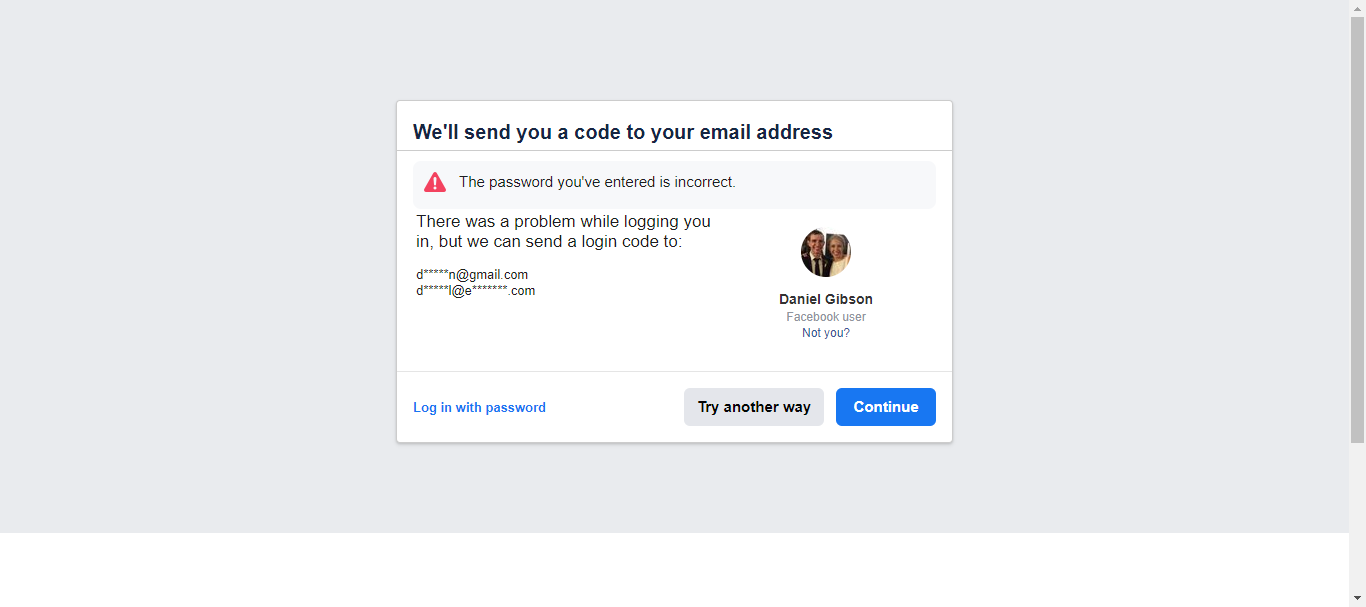 We'll send you a code to your email address
The password you've entered is incorrect.
There was a problem while logging you
in, but we can send a login code to:
d*****n@gmail.com
d*****l@e*******.com
Daniel Gibson
Facebook user
Not you?
Log in with password
Try another way
Continue